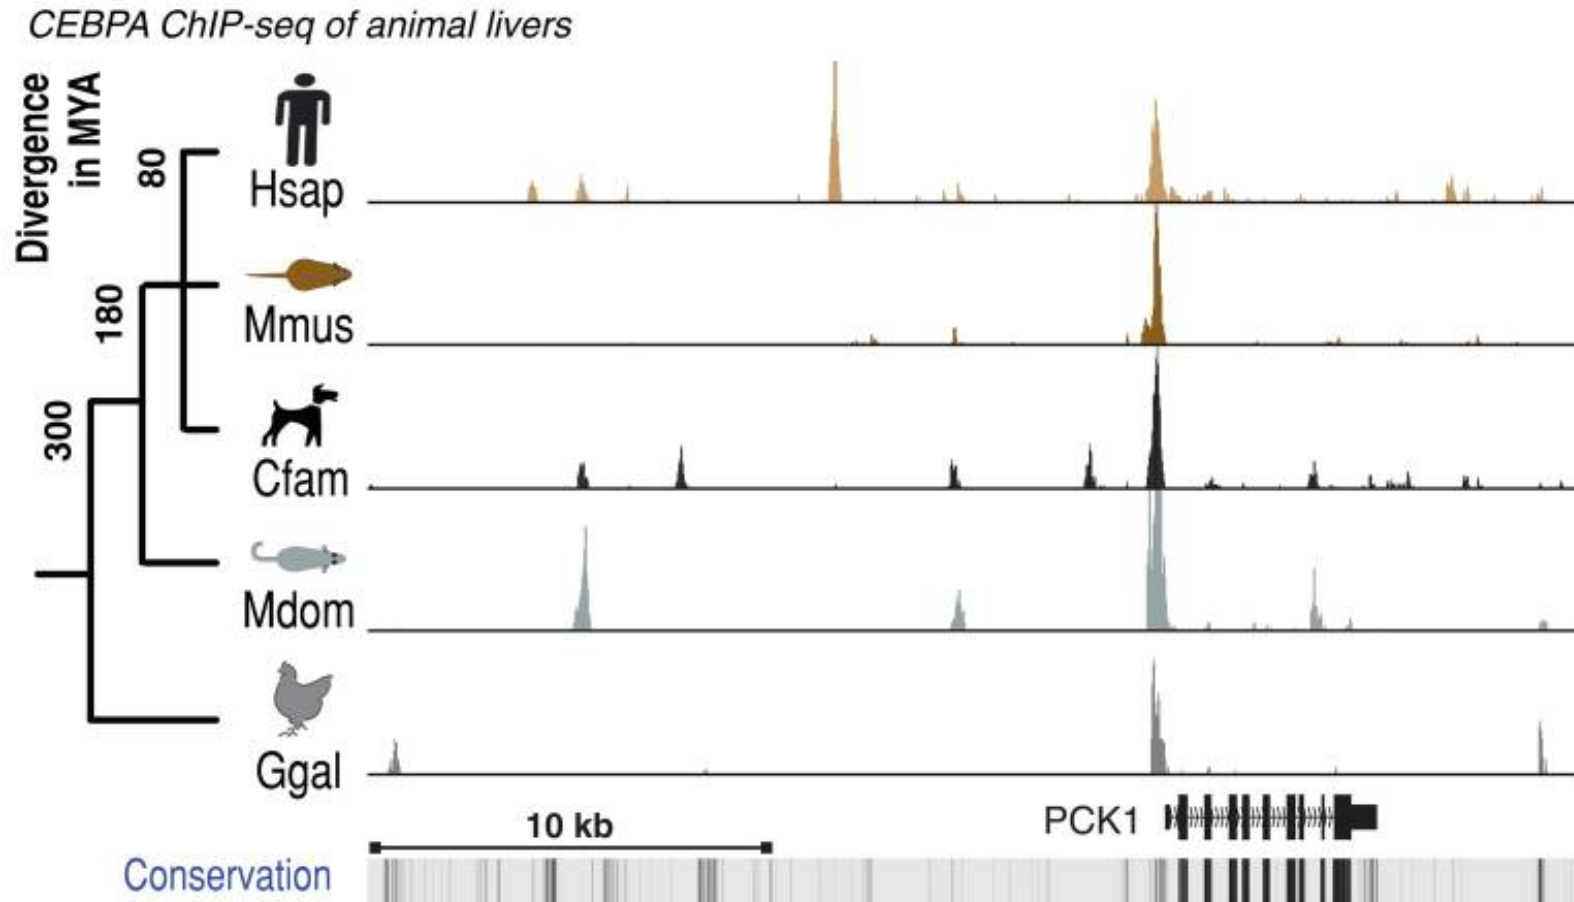 CEBPA ChIP-seq of animal livers
Divergence
in MYA
80
180
300
Hsap
Mmus
Cfam
Mdom
Ggal
PCK1
10 kb
Conservation